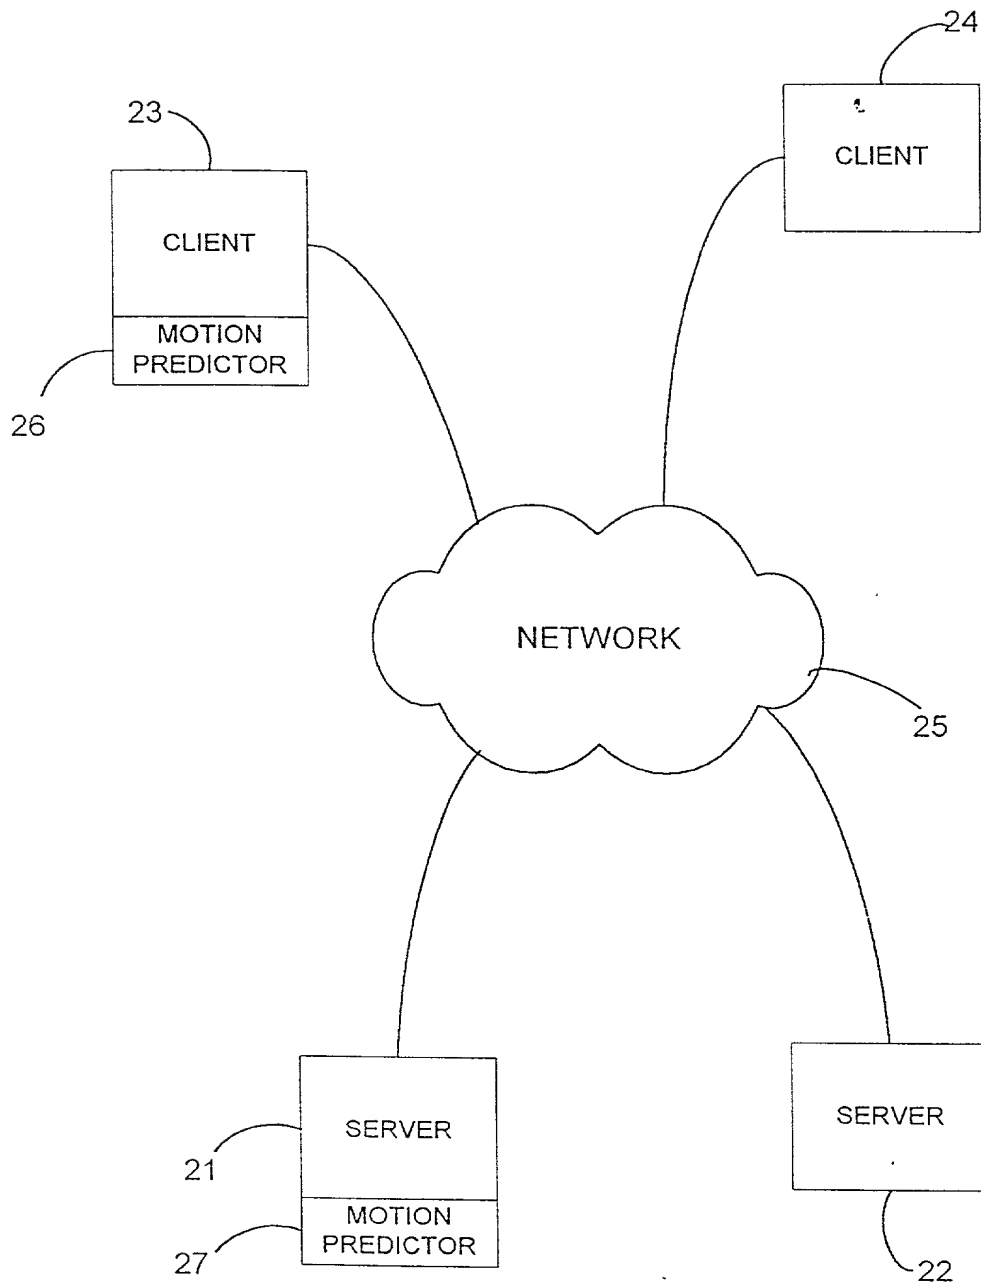 24
23
CLIENT
CLIENT
MOTION
PREDICTOR
26
NETWORK
25
SERVER
SERVER
21
MOTION
PREDICTOR
27
22